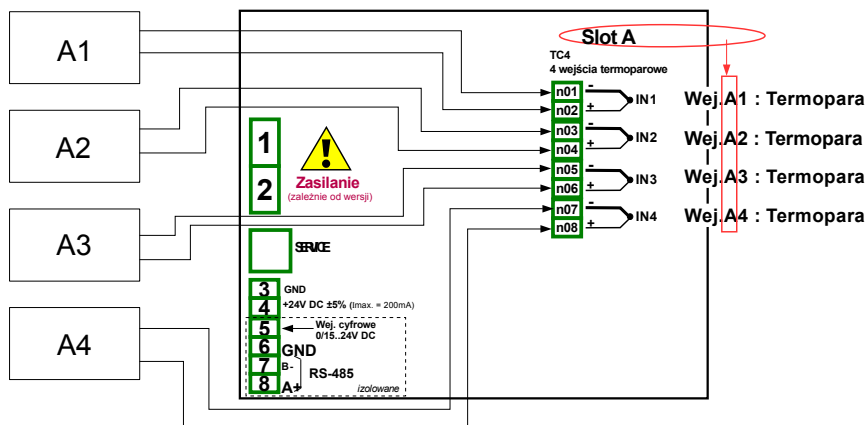 A1
A2
A3
A4
Slot A
TC4
4 wejścia termoparowe
n01
-
n02
+
IN1
n03
-
n04
+
IN2
n05
-
n06
+
IN3
n07
-
n08
+
IN4
Wej.A1 : Termopara
Wej.A2 : Termopara
Wej.A3 : Termopara
Wej.A4 : Termopara
1
2
!
Zasilanie
(zależnie od wersji)
SERVICE
3 GND
4 +24V DC ±5% (Imax. = 200mA)
5 Wej. cyfrowe
0/15..24V DC
6 GND
7 B-
RS-485
8 A+
izolowane